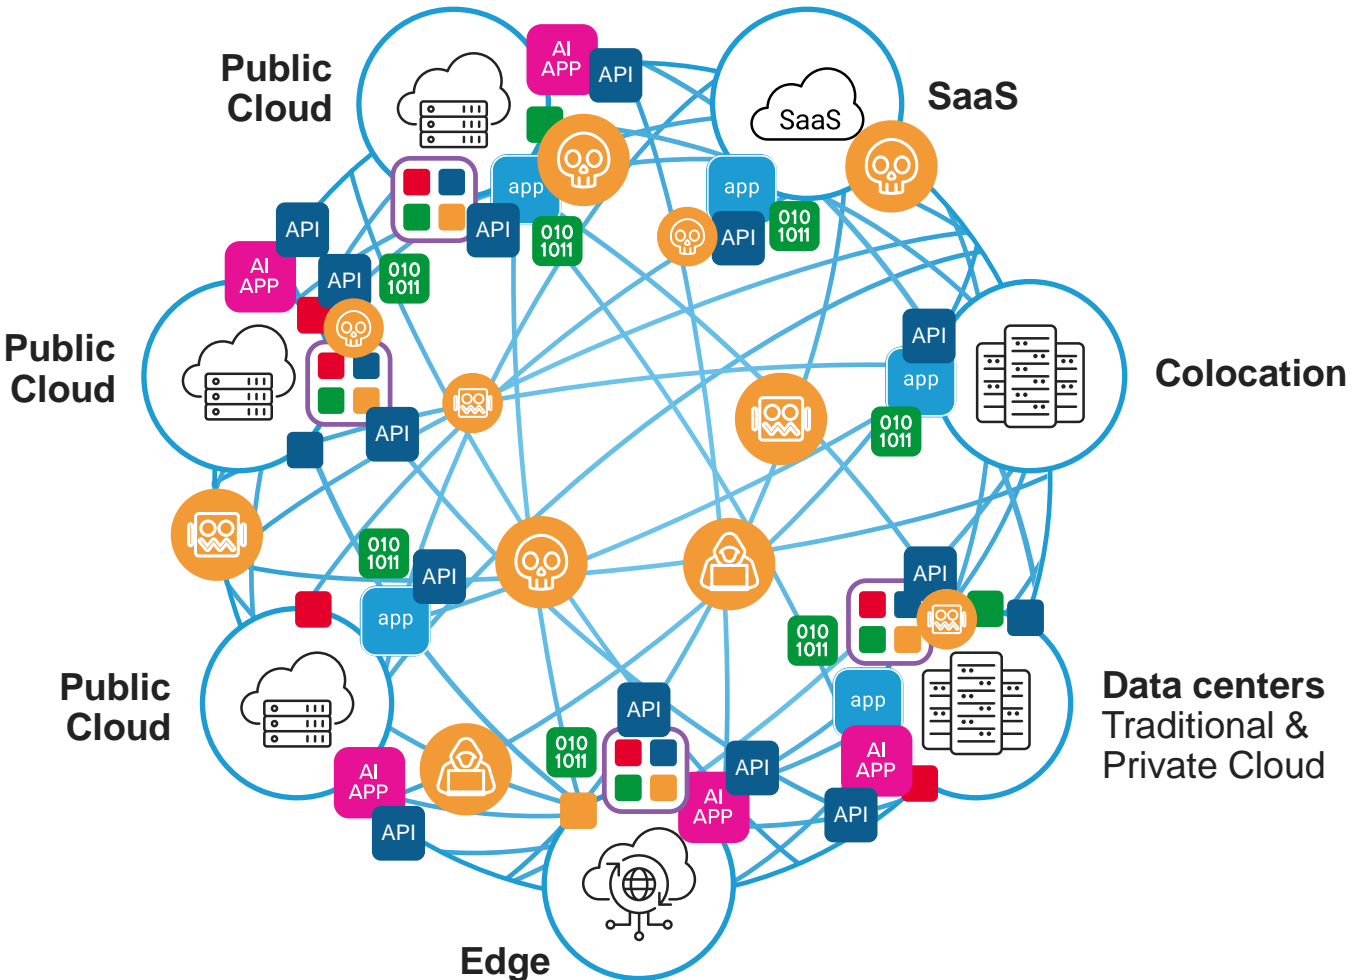 Public
Cloud
AI
APP
API
SaaS
SaaS
app
API
010
1011
app
API
010
1011
API
AI
APP
API
010
1011
Public
Cloud
API
API
app
010
1011
Colocation
010
1011
API
app
Public
Cloud
AI
APP
API
API
010
1011
app
Data centers
Traditional &
Private Cloud
AI
APP
API
API
010
1011
AI
APP
API
Edge